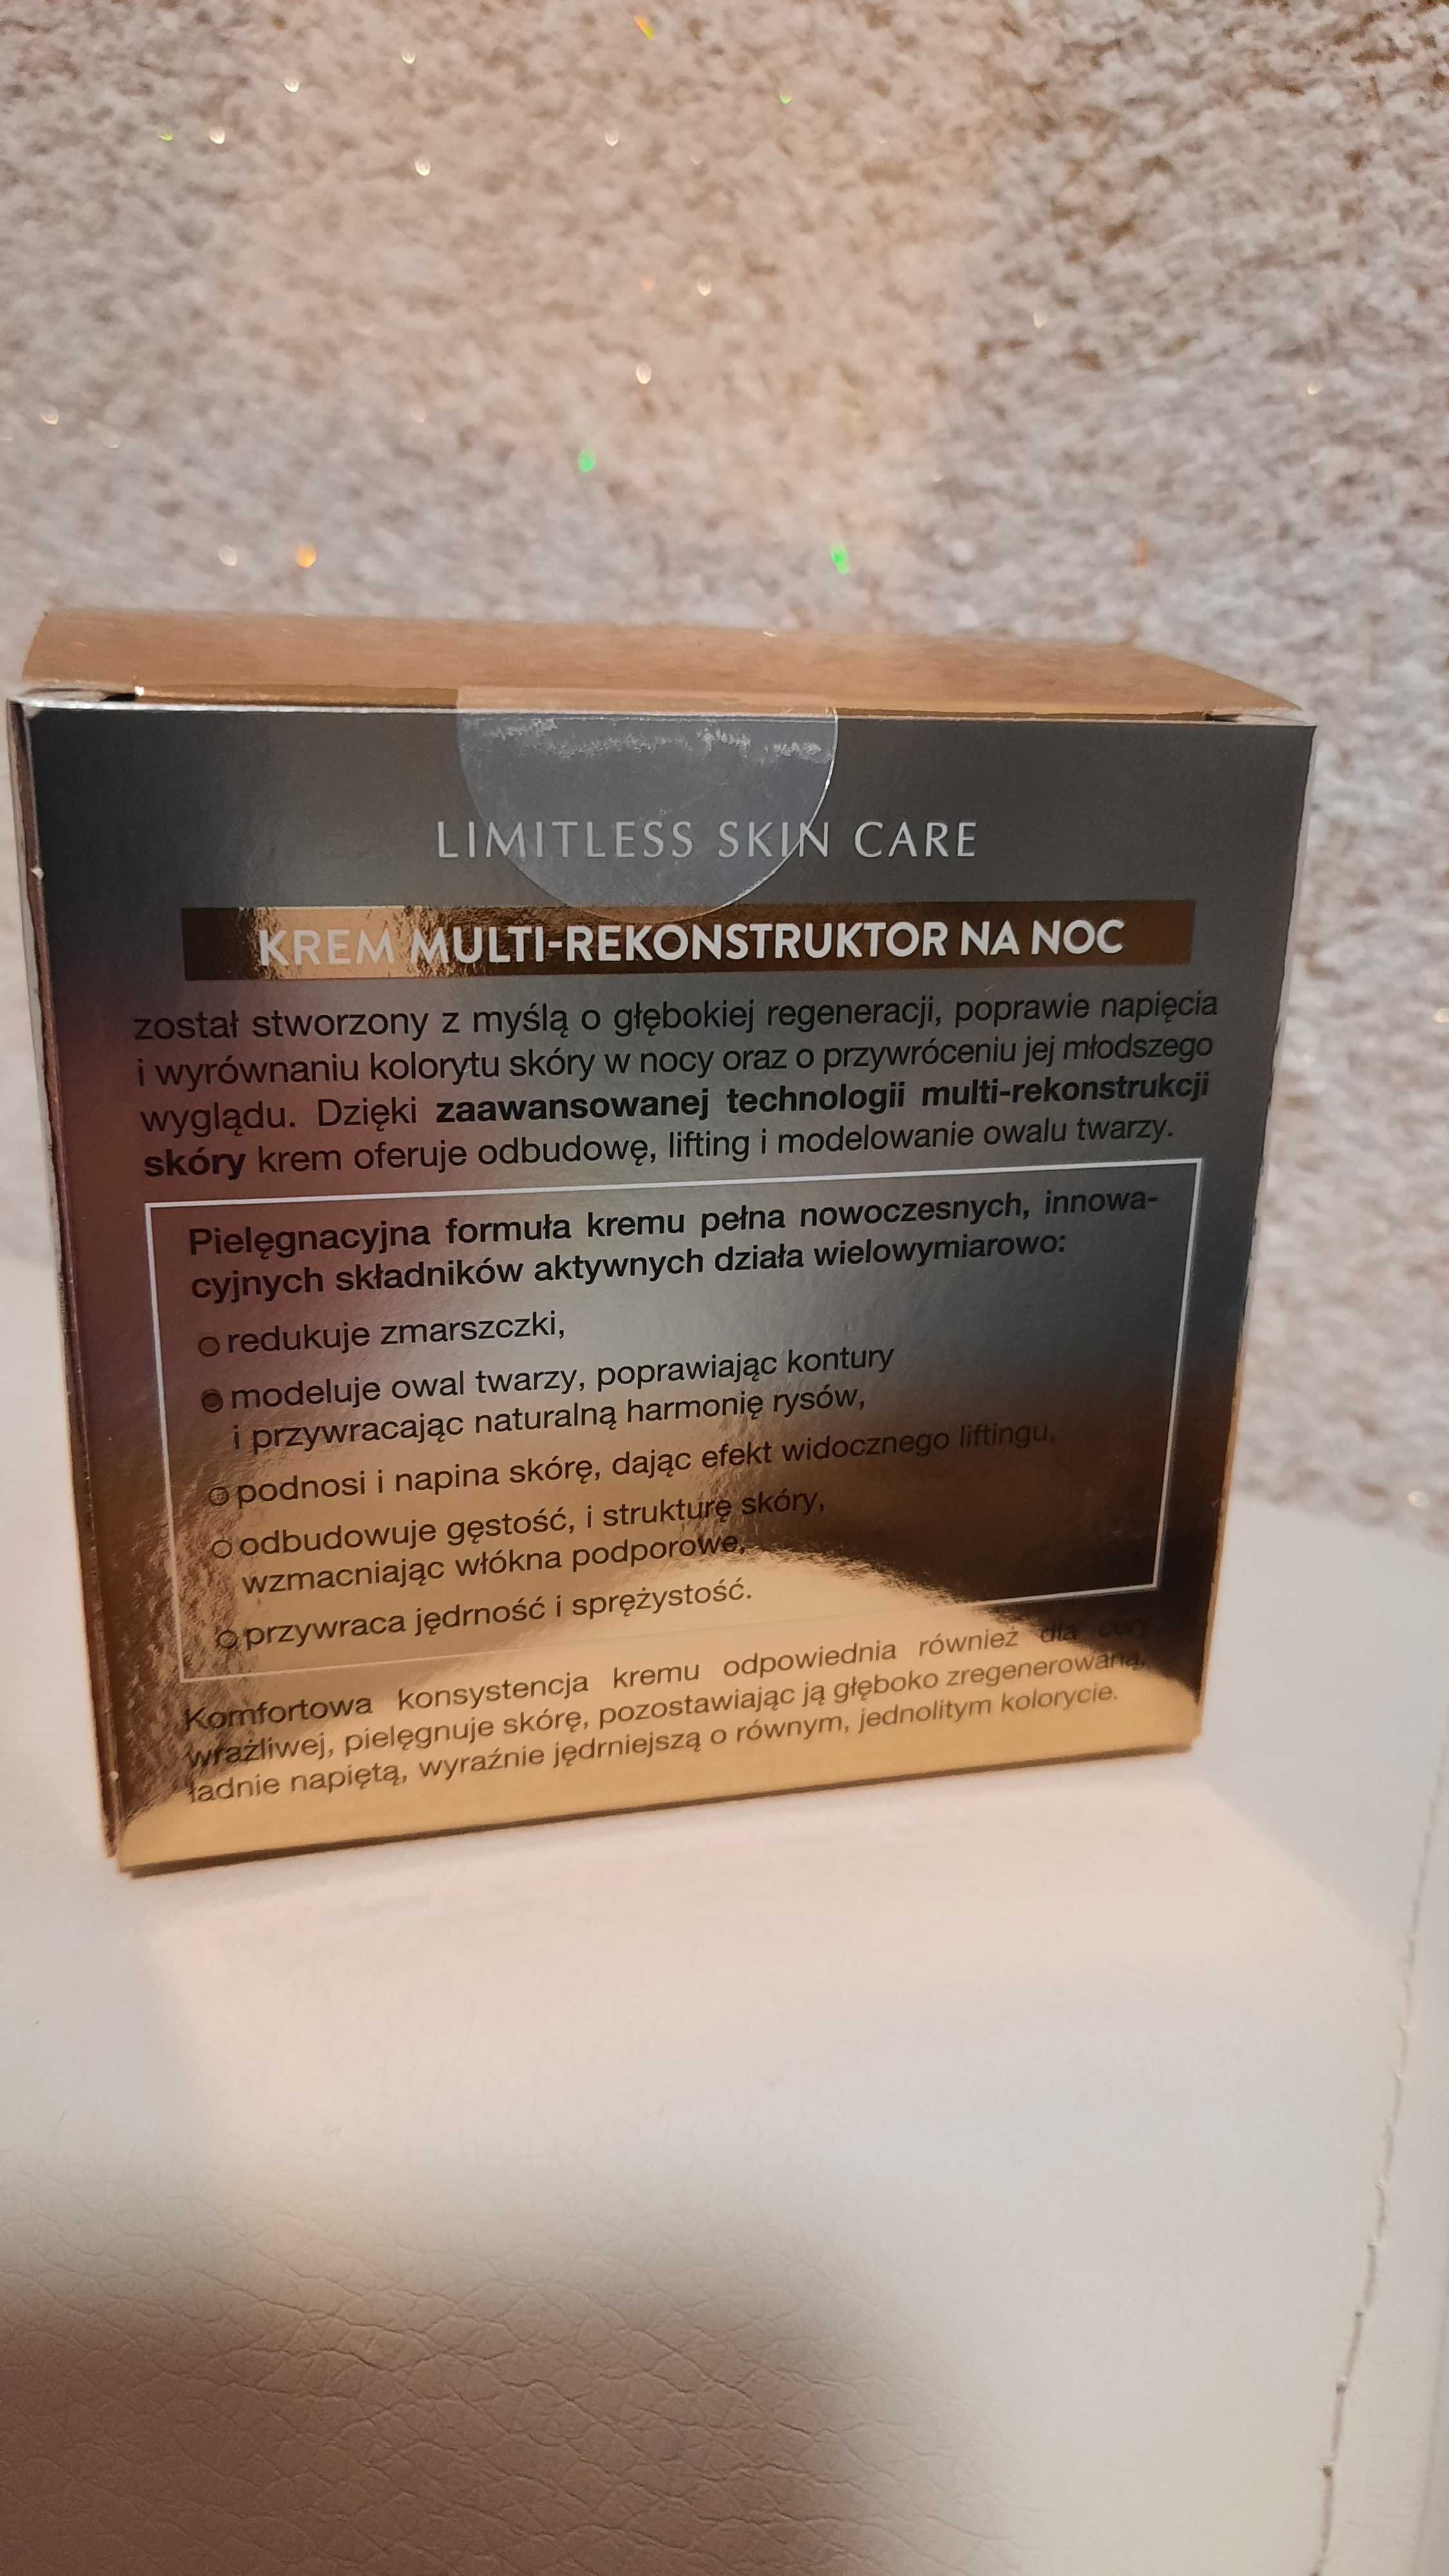 LIMITLESS SKIN CARE
KREM MULTI-REKONSTRUKTOR NA NOC
został stworzony z myślą o głębokiej regeneracji, poprawie napięcia
i wyrównaniu kolorytu skóry w nocy oraz o przywróceniu jej młodszego
wyglądu. Dzięki zaawansowanej technologii multi-rekonstrukcji
skóry krem oferuje odbudowę, lifting i modelowanie owalu twarzy.
Pielęgnacyjna formuła kremu pełna nowoczesnych, innowa-
cyjnych składników aktywnych działa wielowymiarowo:
redukuje zmarszczki,
modeluje owal twarzy, poprawiając kontury
i przywracając naturalną harmonię rysów,
podnosi i napina skórę, dając efekt widocznego liftingu,
odbudowuje gęstość, i strukturę skóry,
wzmacniając włókna podporowe,
przywraca jędrność i sprężystość.
Komfortowa konsystencja kremu odpowiednia również dla cery
wrażliwej, pielęgnuje skórę, pozostawiając ją głęboko zregenerowaną,
ładnie napiętą, wyraźnie jędrniejszą o równym, jednolitym kolorycie.